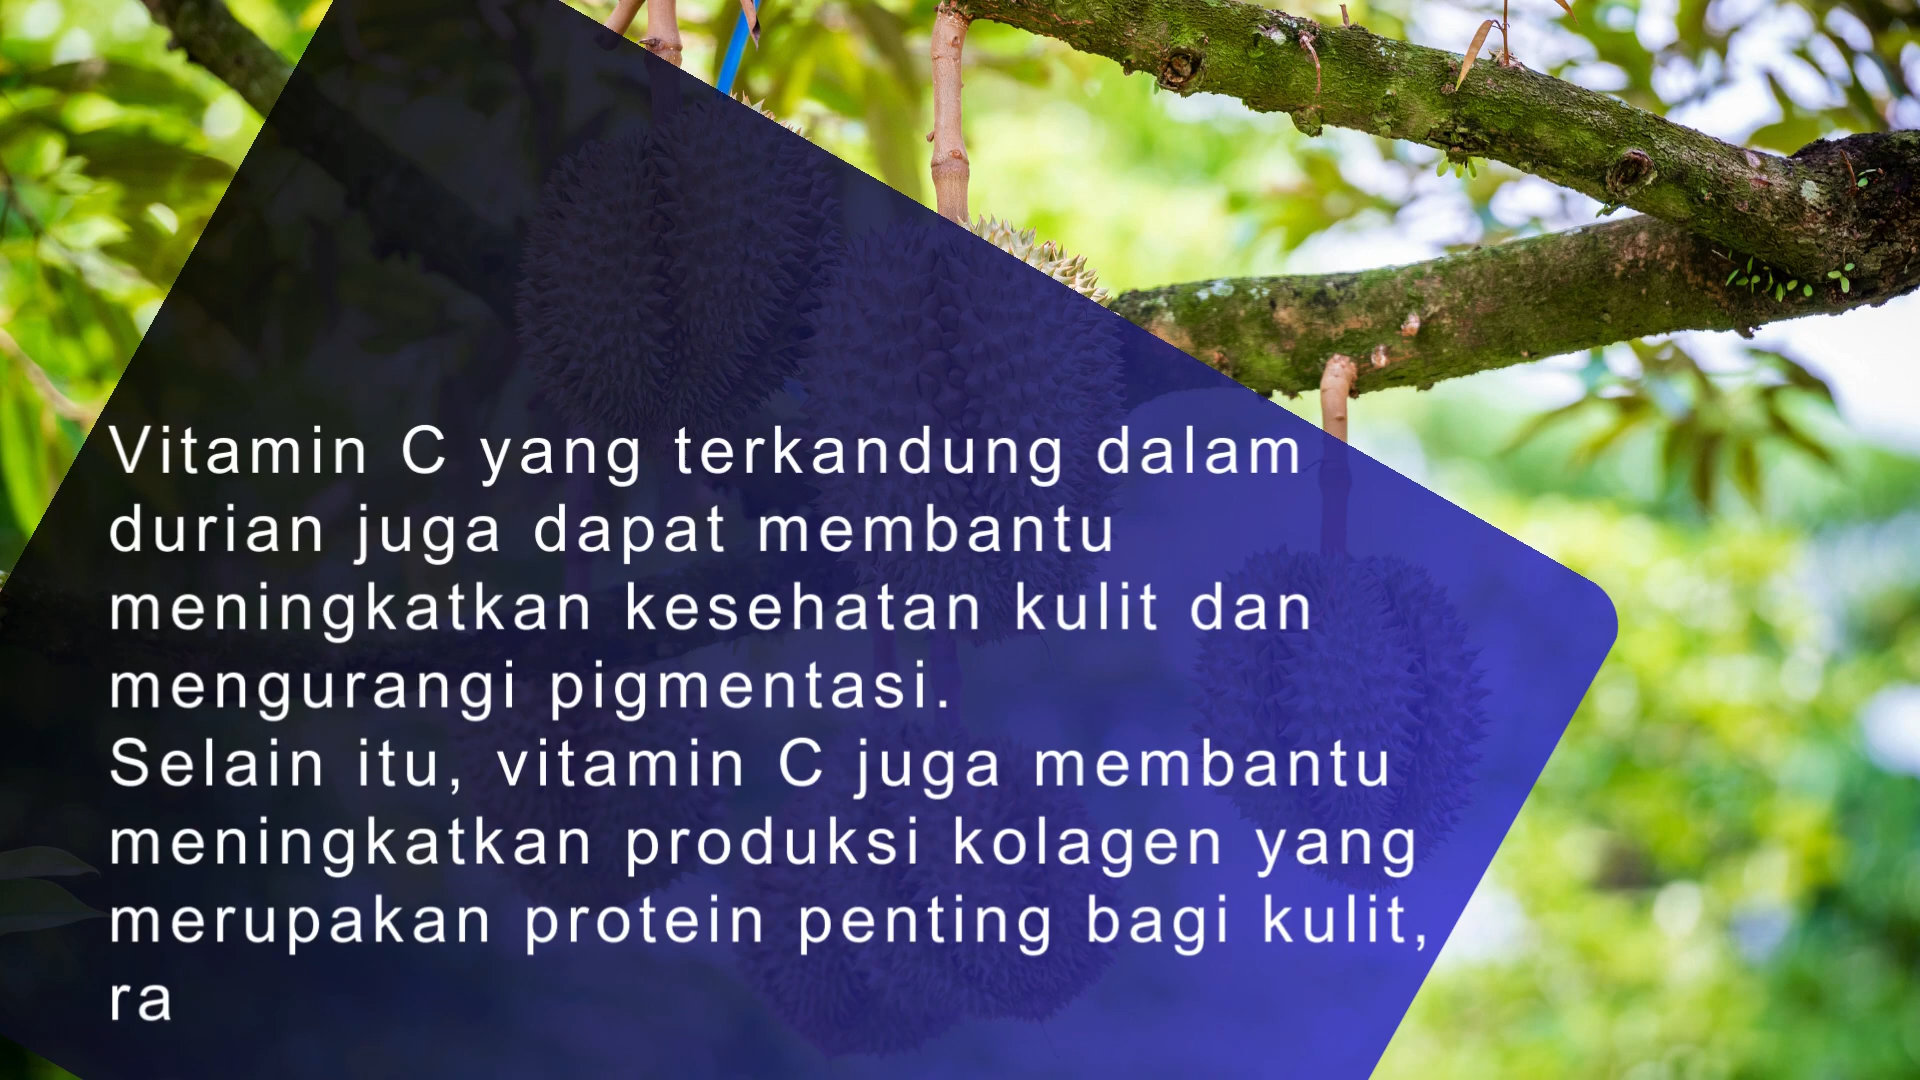 Vitamin C yang terkandung dalam
durian juga dapat membantu
meningkatkan kesehatan kulit dan
mengurangi pigmentasi.
Selain itu, vitamin C juga membantu
meningkatkan produksi kolagen yang
merupakan protein penting bagi kulit,
ra